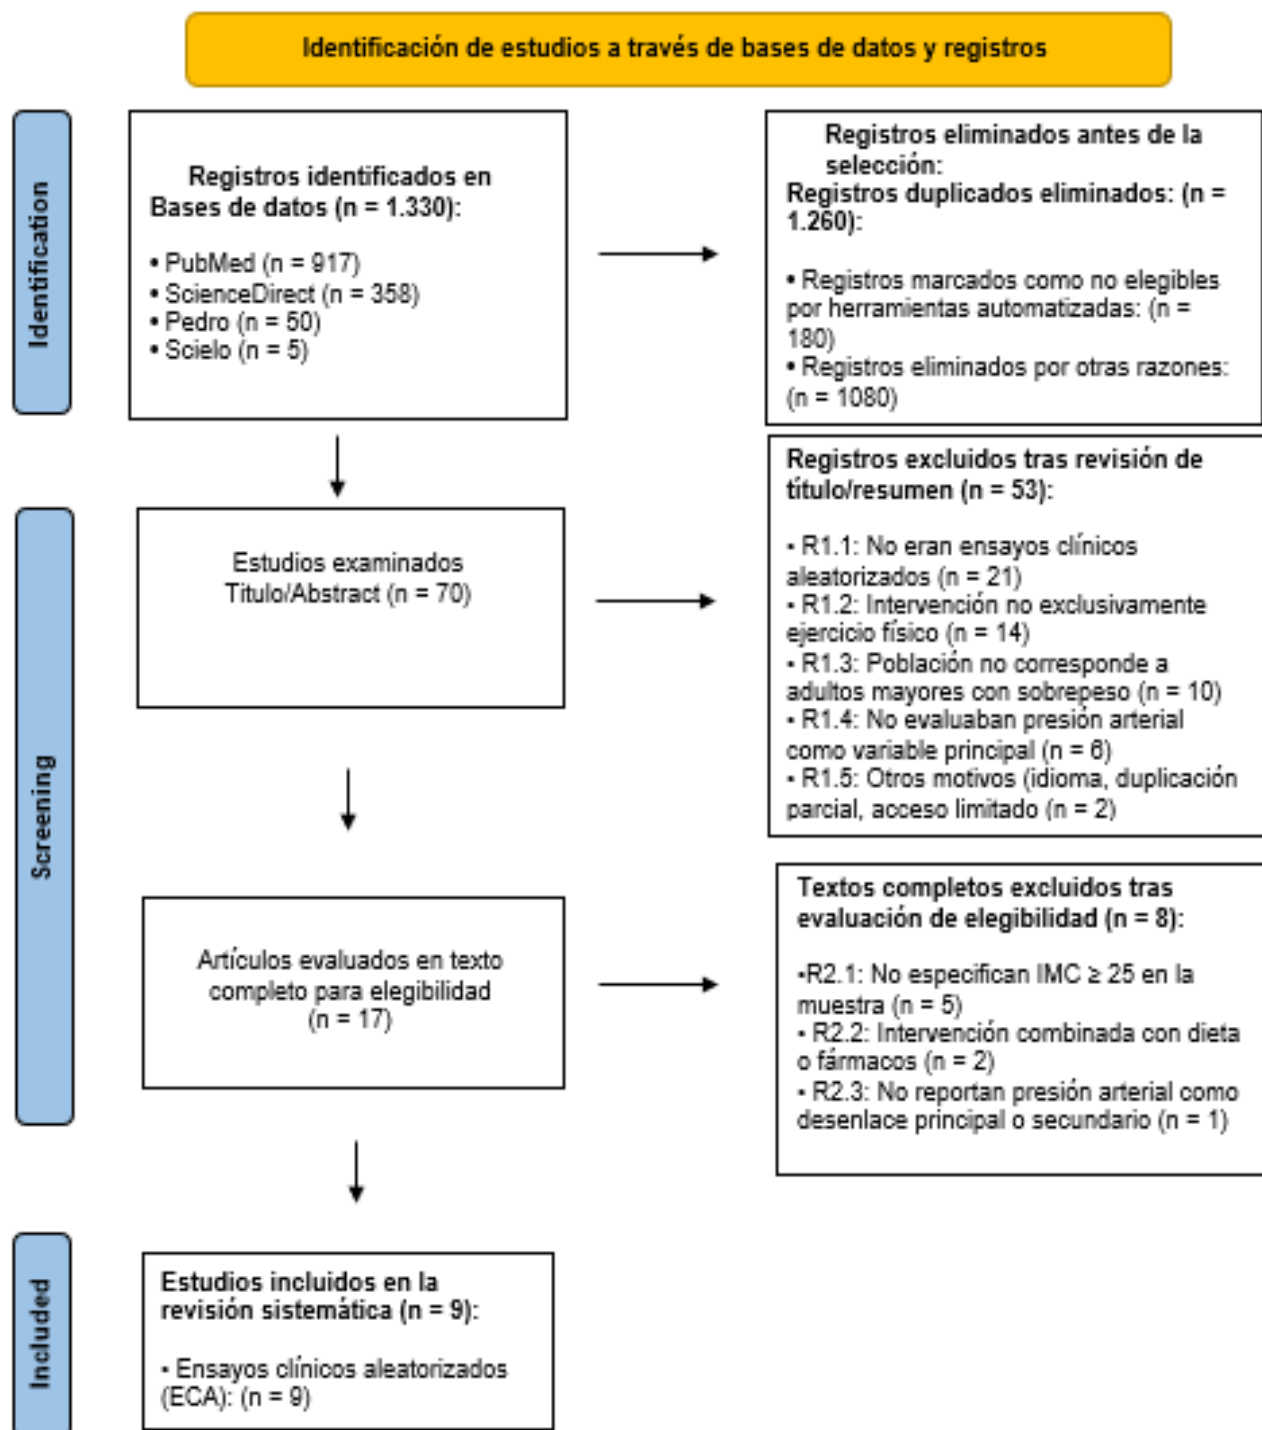 Identificación de estudios a través de bases de datos y registros
Identification
Registros identificados en
Bases de datos (n = 1.330):
• PubMed (n = 917)
• ScienceDirect (n = 358)
• Pedro (n = 50)
• Scielo (n = 5)
Registros eliminados antes de la
selección:
Registros duplicados eliminados: (n =
1.260):
• Registros marcados como no elegibles
por herramientas automatizadas: (n =
180)
• Registros eliminados por otras razones:
(n = 1080)
Screening
Estudios examinados
Titulo/Abstract (n = 70)
Registros excluidos tras revisión de
título/resumen (n = 53):
▪ R1.1: No eran ensayos clínicos
aleatorizados (n = 21)
▪ R1.2: Intervención no exclusivamente
ejercicio físico (n = 14)
▪ R1.3: Población no corresponde a
adultos mayores con sobrepeso (n = 10)
▪ R1.4: No evaluaban presión arterial
como variable principal (n = 6)
▪ R1.5: Otros motivos (idioma, duplicación
parcial, acceso limitado (n = 2)
Artículos evaluados en texto
completo para elegibilidad
(n = 17)
Textos completos excluidos tras
evaluación de elegibilidad (n = 8):
▪R2.1: No especifican IMC ≥ 25 en la
muestra (n = 5)
▪ R2.2: Intervención combinada con dieta
o fármacos (n = 2)
▪ R2.3: No reportan presión arterial como
desenlace principal o secundario (n = 1)
Included
Estudios incluidos en la
revisión sistemática (n = 9):
▪ Ensayos clínicos aleatorizados
(ECA): (n = 9)